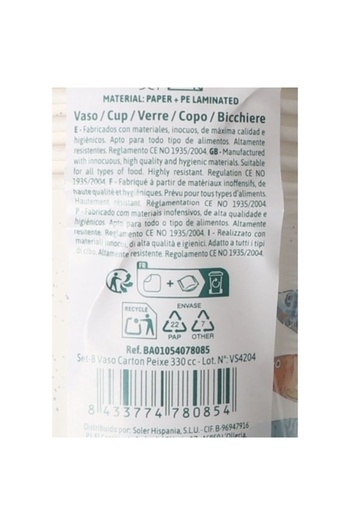 MATERIAL: PAPER + PE LAMINATED
Vaso / Cup / Verre / Copo / Bicchiere
E - Fabricados con materiales, inocuos, de máxima calidad e
higiénicos. Apto para todo tipo de alimentos. Altamente
resistentes. Reglamento CE NO 1935/2004. GB - Manufactured
with innocuous, high quality and hygienic materials. Suitable
for all types of food. Highly resistant. Regulation CE NO
1935/2004. F - Fabriqué à partir de matériaux inoffensifs, de
haute qualité et hygiéniques. Prévu pour tous types d'aliments.
Hautement résistant. Réglamentation CE NO 1935/2004.
P - Fabricado com materiais inofensivos, de alta qualidade e
higiénicos. Apto para todo o tipo de alimentos. Altamente
resistentes. Regulamento CE NO 1935/2004. I - Realizzato con
materiali innocui, di alta qualità e igienici. Adatto a tutti i tipi
di cibo. Altamente resistente. Regolamento CE NO 1935/2004.
FR
RECYCLE
ENVASE
22 7
PAP OTHER
Ref. BA01054078085
Set-8 Vaso Carton Peixe 330 cc - Lot. N°: VS4204
8 433774 780854
Distribuido por: Soler Hispania, S.L.U. - CIF. B-96947916